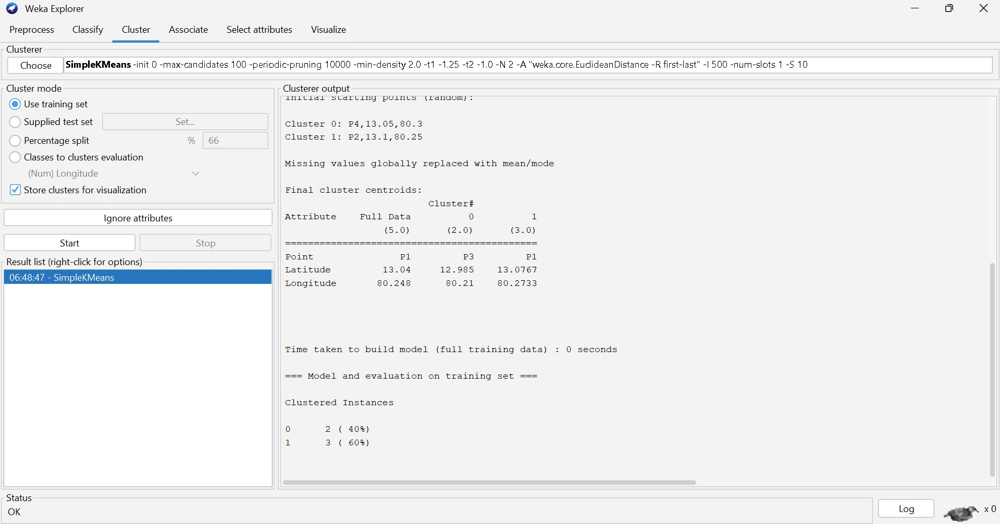 Weka Explorer
Preprocess Classify Cluster Associate Select attributes Visualize
Clusterer
Choose SimpleKMeans -init 0 -max-candidates 100 -periodic-pruning 10000 -min-density 2.0 -t1 -1.25 -t2 -1.0 -N 2 -A "weka.core.EuclideanDistance -R first-last" -I 500 -num-slots 1 -S 10
Cluster mode
Use training set
Supplied test set Set...
Percentage split % 66
Classes to clusters evaluation
(Num) Longitude
Store clusters for visualization
Ignore attributes
Start Stop
Result list (right-click for options)
06:48:47 - SimpleKMeans
Clusterer output
Initial starting points (random):
Cluster 0: P4,13.05,80.3
Cluster 1: P2,13.1,80.25
Missing values globally replaced with mean/mode
Final cluster centroids:
Cluster#
Attribute Full Data 0 1
(5.0) (2.0) (3.0)
============================================
Point P1 P3 P1
Latitude 13.04 12.985 13.0767
Longitude 80.248 80.21 80.2733
Time taken to build model (full training data) : 0 seconds
=== Model and evaluation on training set ===
Clustered Instances
0 2 ( 40%)
1 3 ( 60%)
Status
OK
Log x 0